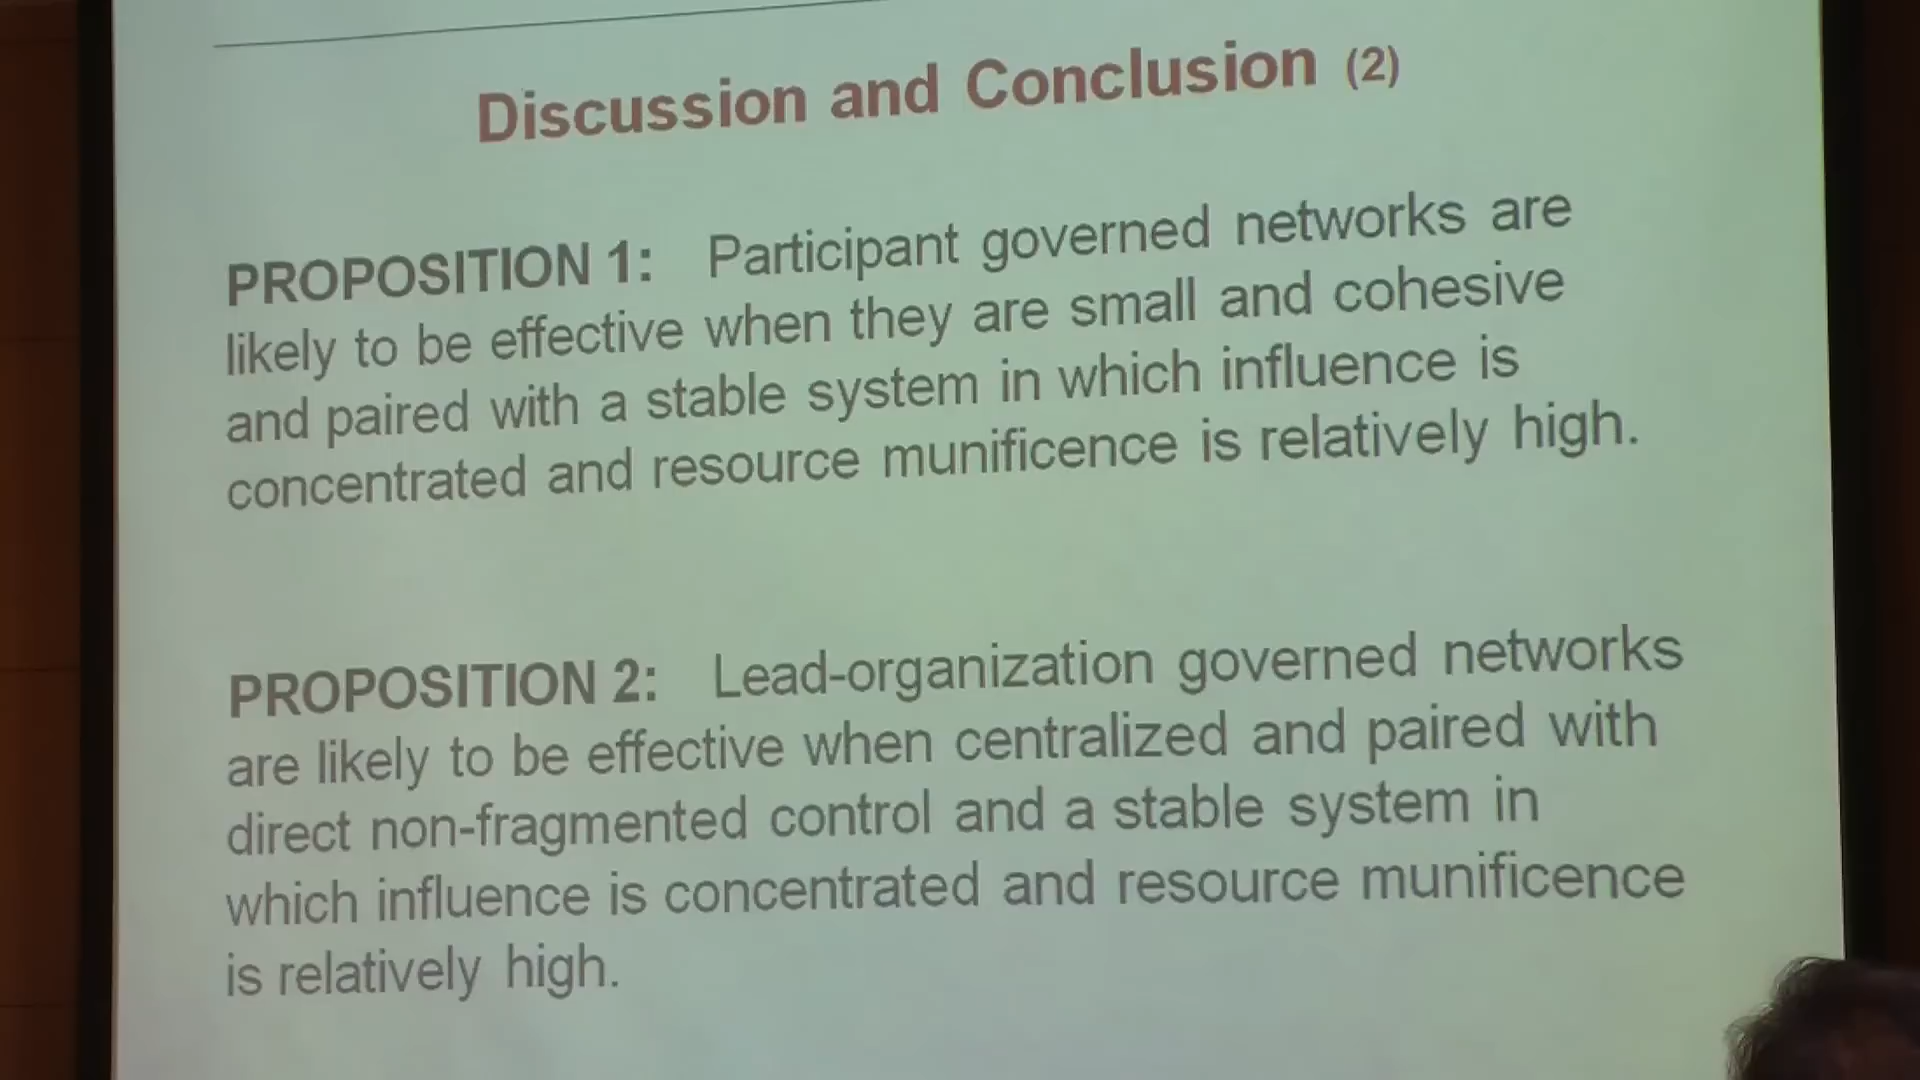 Discussion and Conclusion (2)
PROPOSITION 1: Participant governed networks are
likely to be effective when they are small and cohesive
and paired with a stable system in which influence is
concentrated and resource munificence is relatively high.
PROPOSITION 2: Lead-organization governed networks
are likely to be effective when centralized and paired with
direct non-fragmented control and a stable system in
which influence is concentrated and resource munificence
is relatively high.